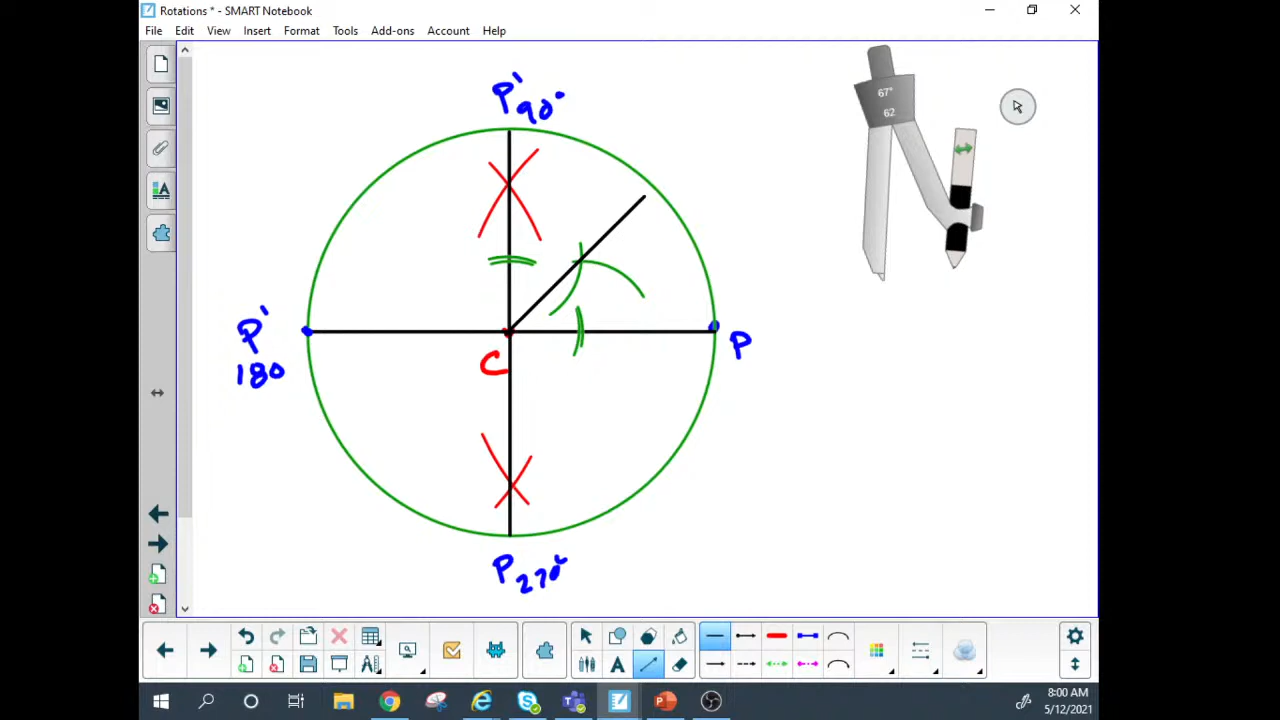 Rotations * - SMART Notebook
File Edit View Insert Format Tools Add-ons Account Help
67°
62
P'90°
P'
180
C
P
P270°
8:00 AM
5/12/2021